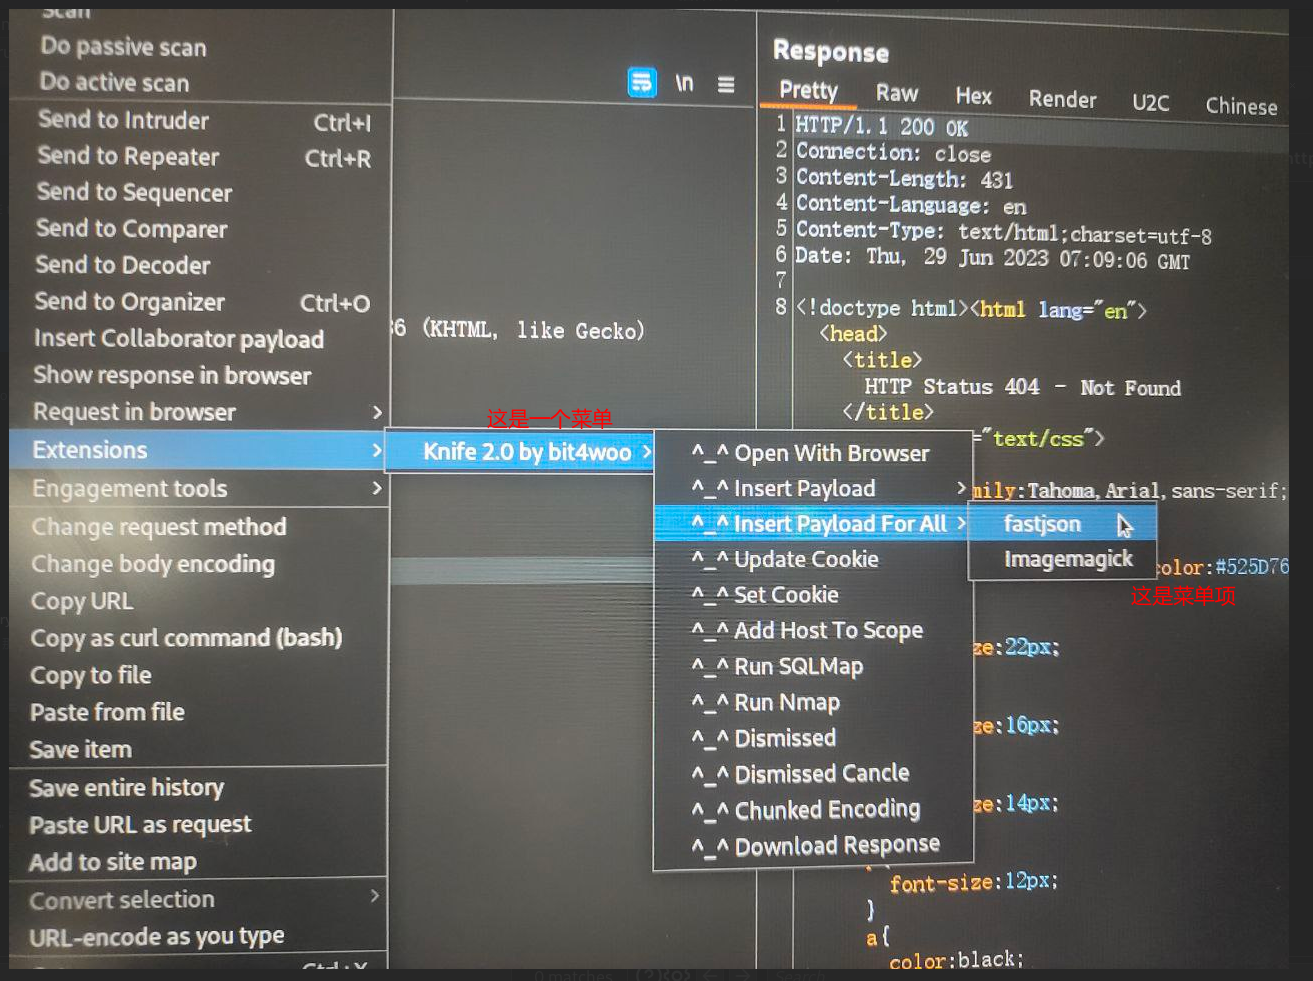 Scan
Do passive scan
Do active scan
Send to Intruder Ctrl+I
Send to Repeater Ctrl+R
Send to Sequencer
Send to Comparer
Send to Decoder
Send to Organizer Ctrl+O
Insert Collaborator payload
Show response in browser
Request in browser
Extensions
Engagement tools
Change request method
Change body encoding
Copy URL
Copy as curl command (bash)
Copy to file
Paste from file
Save item
Save entire history
Paste URL as request
Add to site map
Convert selection
URL-encode as you type
\n
36 (KHTML, like Gecko)
这是一个菜单
Knife 2.0 by bit4woo
^_^ Open With Browser
^_^ Insert Payload
^_^ Insert Payload For All
^_^ Update Cookie
^_^ Set Cookie
^_^ Add Host To Scope
^_^ Run SQLMap
^_^ Run Nmap
^_^ Dismissed
^_^ Dismissed Cancle
^_^ Chunked Encoding
^_^ Download Response
fastjson
Imagemagick
这是菜单项
Response
Pretty Raw Hex Render U2C Chinese
1 HTTP/1.1 200 OK
2 Connection: close
3 Content-Length: 431
4 Content-Language: en
5 Content-Type: text/html;charset=utf-8
6 Date: Thu, 29 Jun 2023 07:09:06 GMT
7
8 <!doctype html><html lang="en">
<head>
<title>
HTTP Status 404 - Not Found
</title>
="text/css">
mily:Tahoma,Arial,sans-serif;
color:#525D76
ze:22px;
ze:16px;
ze:14px;
font-size:12px;
}
a{
color:black;
0 matches
Search